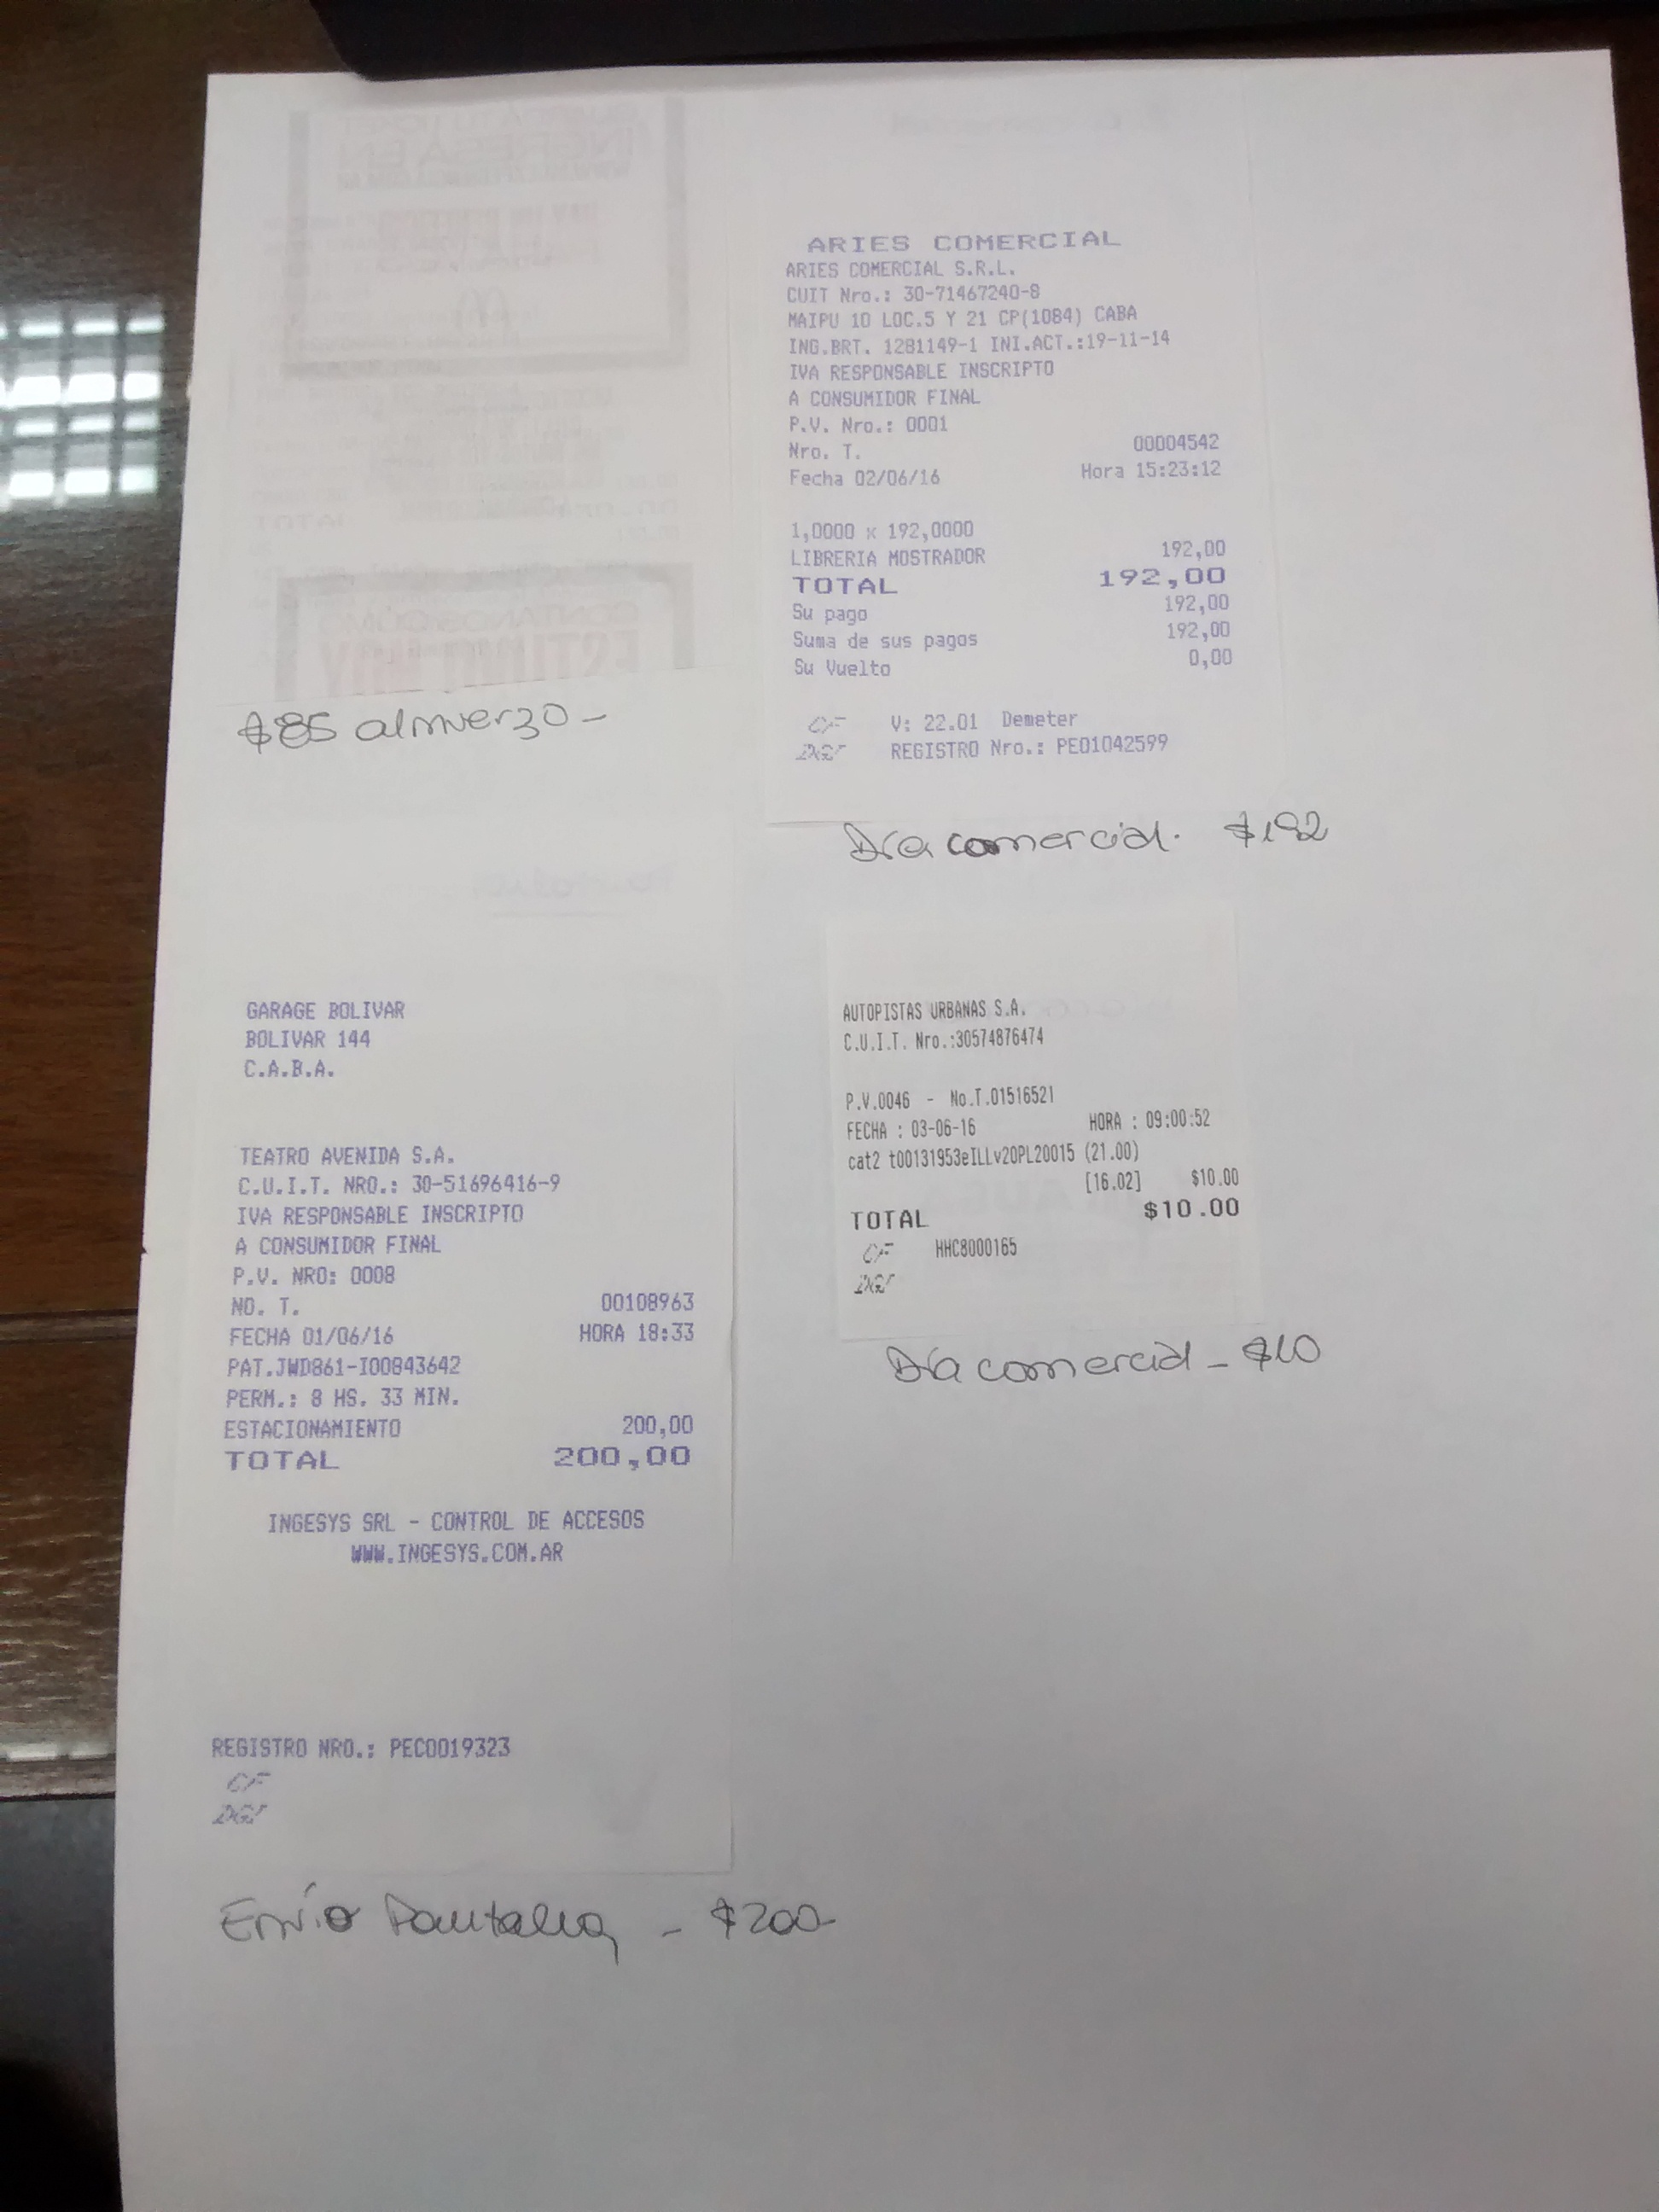 $85 almuerzo -
ARIES COMERCIAL
ARIES COMERCIAL S.R.L.
CUIT Nro.: 30-71467240-8
MAIPU 10 LOC.5 Y 21 CP(1084) CABA
ING.BRT. 1281149-1 INI.ACT.:19-11-14
IVA RESPONSABLE INSCRIPTO
A CONSUMIDOR FINAL
P.V. Nro.: 0001
Nro. T. 00004542
Fecha 02/06/16 Hora 15:23:12
1,0000 x 192,0000
LIBRERIA MOSTRADOR 192,00
TOTAL 192,00
Su pago 192,00
Suma de sus pagos 192,00
Su Vuelto 0,00
CF V: 22.01 Demeter
DGI REGISTRO Nro.: PEO1042599
Día comercial. $192
GARAGE BOLIVAR
BOLIVAR 144
C.A.B.A.
TEATRO AVENIDA S.A.
C.U.I.T. NRO.: 30-51696416-9
IVA RESPONSABLE INSCRIPTO
A CONSUMIDOR FINAL
P.V. NRO: 0008
NO. T. 00108963
FECHA 01/06/16 HORA 18:33
PAT.JWD861-I00843642
PERM.: 8 HS. 33 MIN.
ESTACIONAMIENTO 200,00
TOTAL 200,00
INGESYS SRL - CONTROL DE ACCESOS
WWW.INGESYS.COM.AR
REGISTRO NRO.: PEC0019323
CF
DGI
Envío Pantalla - $200-
AUTOPISTAS URBANAS S.A.
C.U.I.T. Nro.:30574876474
P.V.0046 - No.T.01516521
FECHA : 03-06-16 HORA : 09:00:52
cat2 t00131953eILLv20PL20015 (21.00)
[16.02] $10.00
TOTAL $10.00
CF HHC8000165
DGI
Día comercial - $10